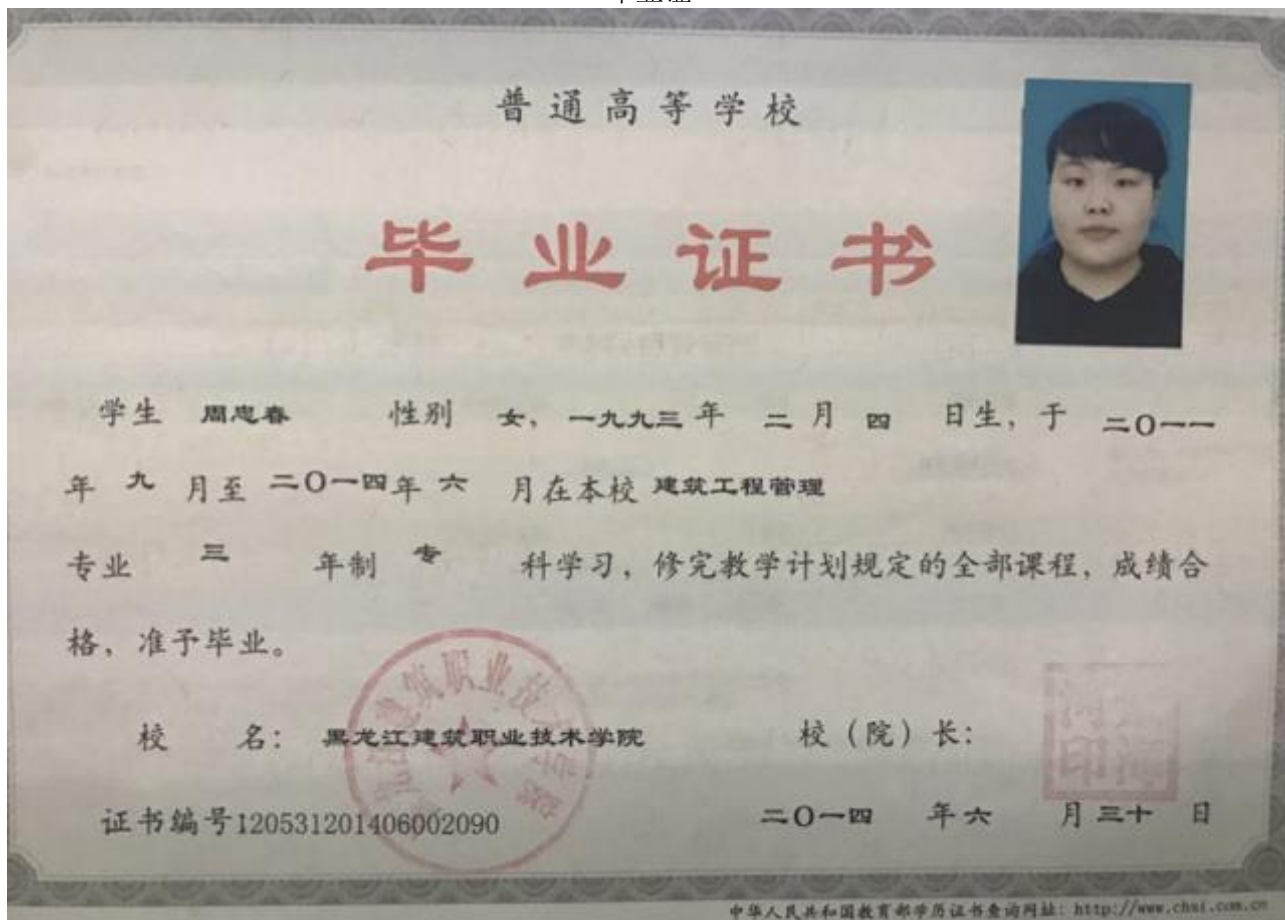 普通高等学校
毕业证书
学生 周忠春 性别 女，一九九三年 二月 四 日生，于 二〇一一
年 九 月至 二〇一四年 六 月在本校 建筑工程管理
专业 三 年制 专 科学习，修完教学计划规定的全部课程，成绩合
格，准予毕业。
校 名：黑龙江建筑职业技术学院 校（院）长：
证书编号120531201406002090 二〇一四 年 六 月 三十 日
中华人民共和国教育部学历证书查询网址：http://www.chsi.com.cn